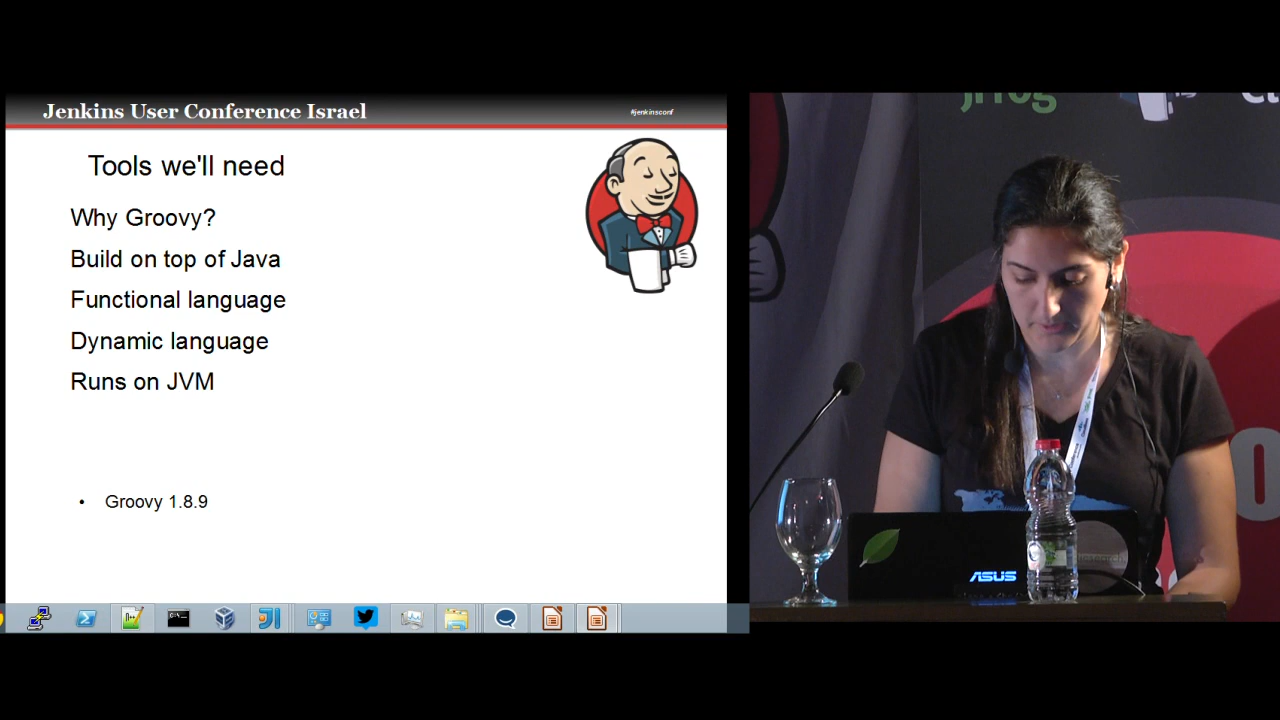 Jenkins User Conference Israel
#jenkinsconf
Tools we'll need
Why Groovy?
Build on top of Java
Functional language
Dynamic language
Runs on JVM
• Groovy 1.8.9
jfrog
ASUS